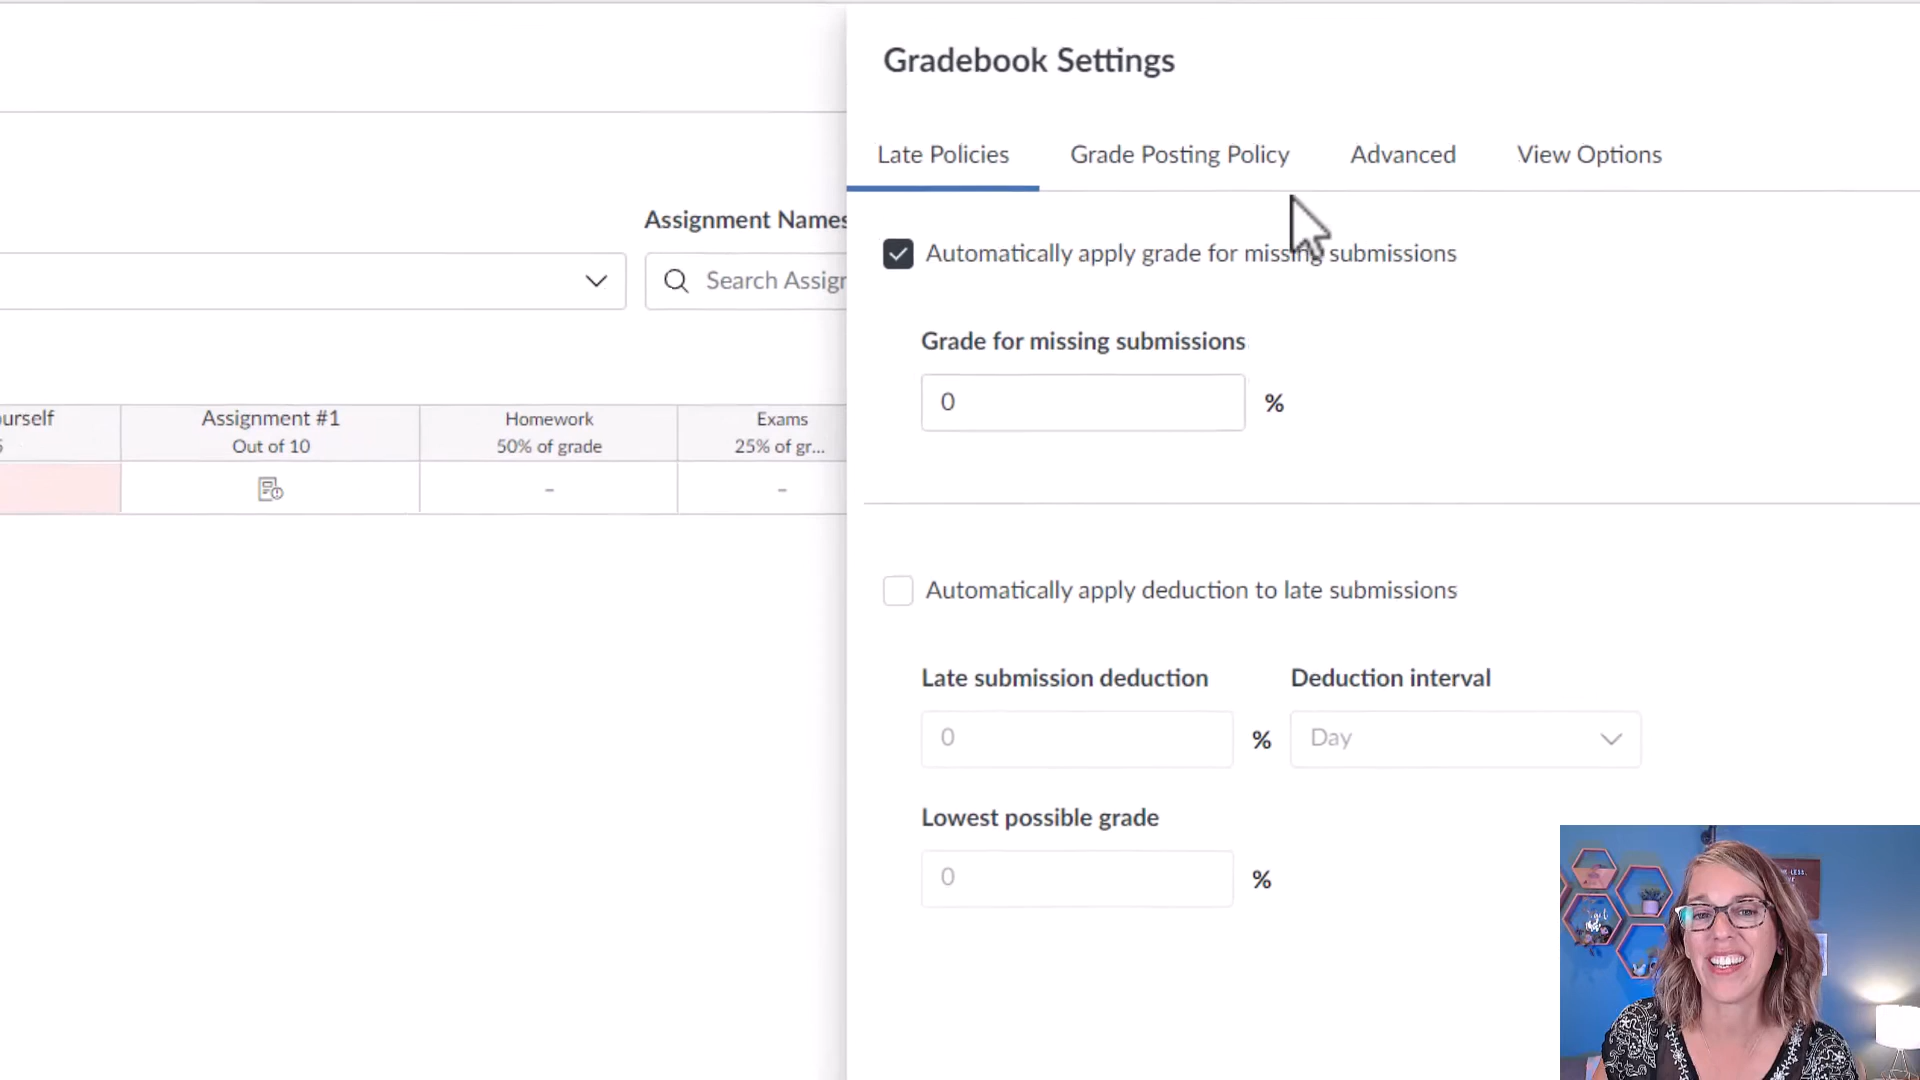 Gradebook Settings
Late Policies Grade Posting Policy Advanced View Options
Assignment Names
Search Assign
Automatically apply grade for missing submissions
Grade for missing submissions
0 %
urself
Assignment #1
Out of 10
Homework
50% of grade
Exams
25% of gr...
–
–
Automatically apply deduction to late submissions
Late submission deduction
0 %
Deduction interval
Day
Lowest possible grade
0 %